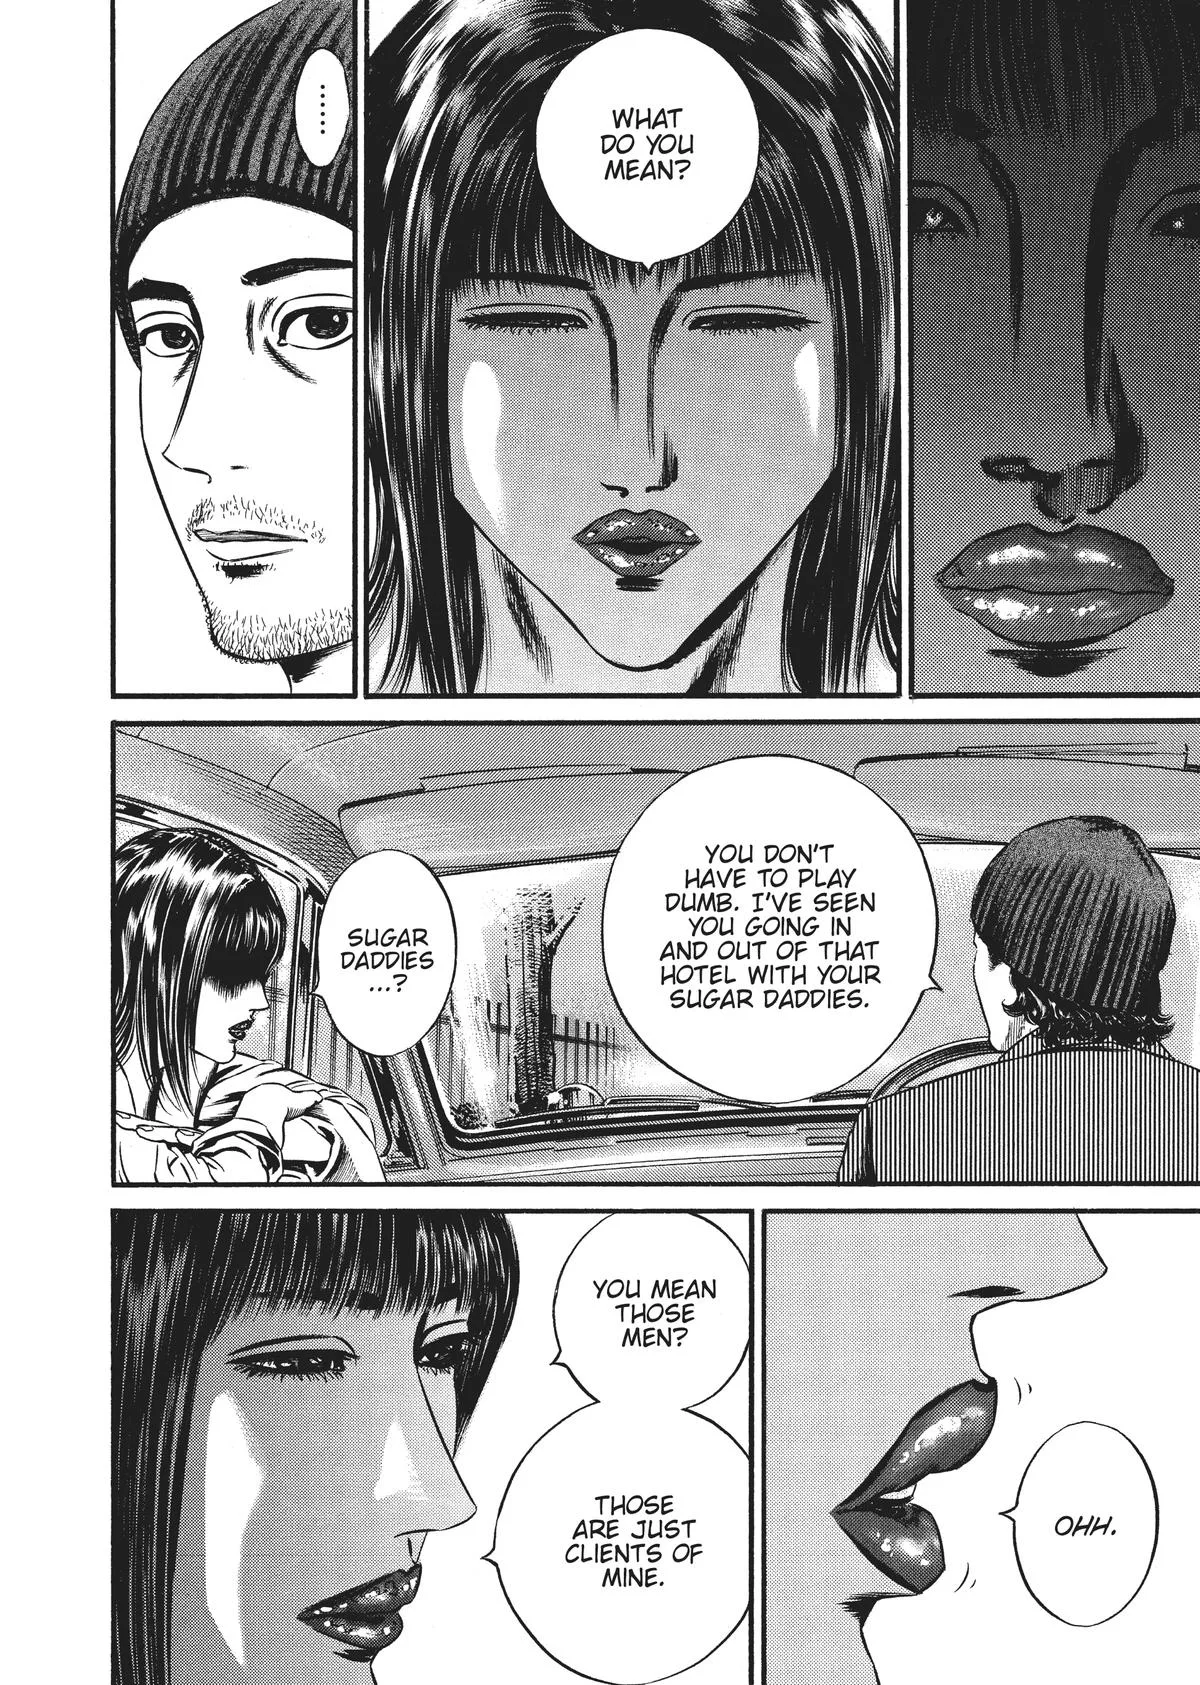 WHAT
DO YOU
MEAN?
......
YOU DON'T
HAVE TO PLAY
DUMB. I'VE SEEN
YOU GOING IN
AND OUT OF THAT
HOTEL WITH YOUR
SUGAR DADDIES.
SUGAR
DADDIES
...?
OHH.
YOU MEAN
THOSE
MEN?
THOSE
ARE JUST
CLIENTS OF
MINE.